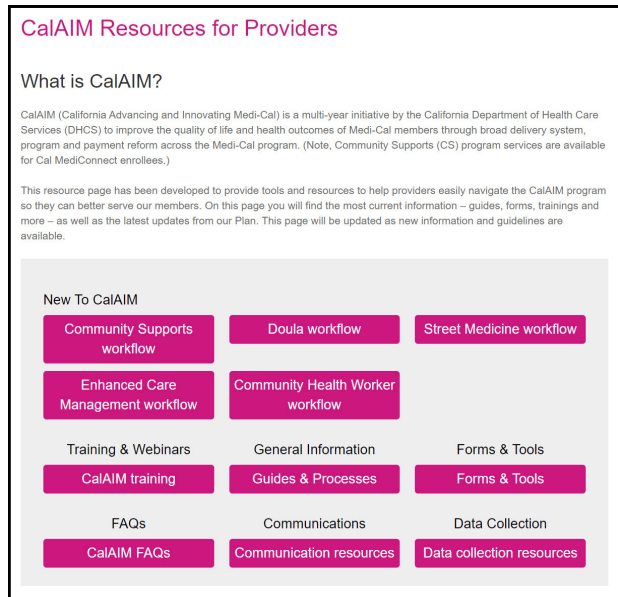 CalAIM Resources for Providers
What is CalAIM?
CalAIM (California Advancing and Innovating Medi-Cal) is a multi-year initiative by the California Department of Health Care
Services (DHCS) to improve the quality of life and health outcomes of Medi-Cal members through broad delivery system,
program and payment reform across the Medi-Cal program. (Note, Community Supports (CS) program services are available
for Cal MediConnect enrollees.)
This resource page has been developed to provide tools and resources to help providers easily navigate the CalAIM program
so they can better serve our members. On this page you will find the most current information – guides, forms, trainings and
more – as well as the latest updates from our Plan. This page will be updated as new information and guidelines are
available.
New To CalAIM
Community Supports
workflow
Doula workflow
Street Medicine workflow
Enhanced Care
Management workflow
Community Health Worker
workflow
Training & Webinars
General Information
Forms & Tools
CalAIM training
Guides & Processes
Forms & Tools
FAQs
Communications
Data Collection
CalAIM FAQs
Communication resources
Data collection resources